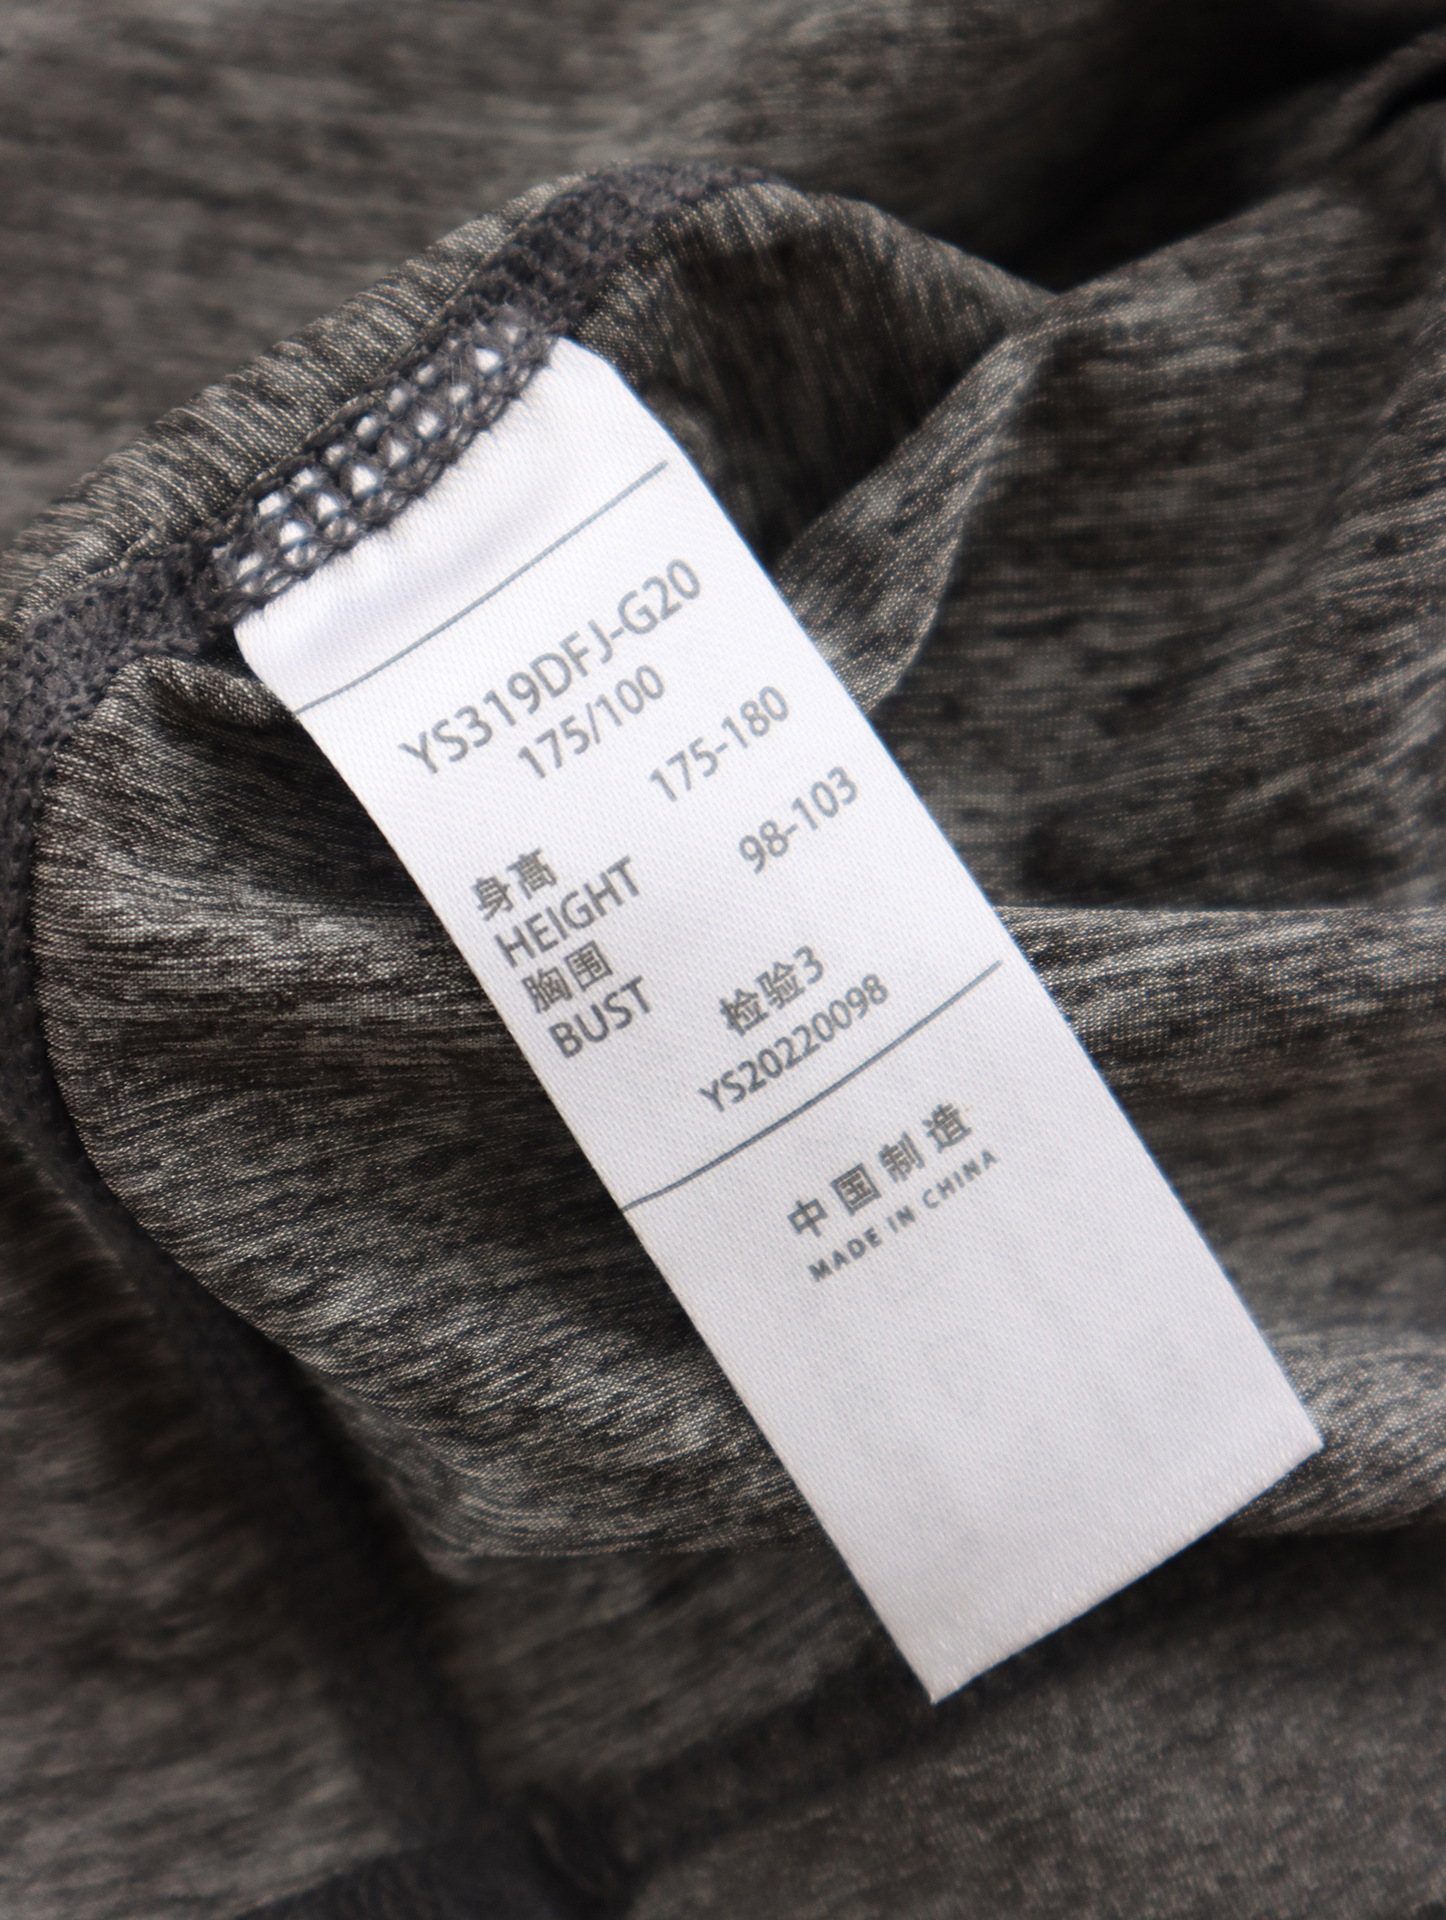 YS319DFJ-G20
175/100
身高
HEIGHT 175-180
胸围
BUST 98-103
检验3
YS20220098
中国制造
MADE IN CHINA